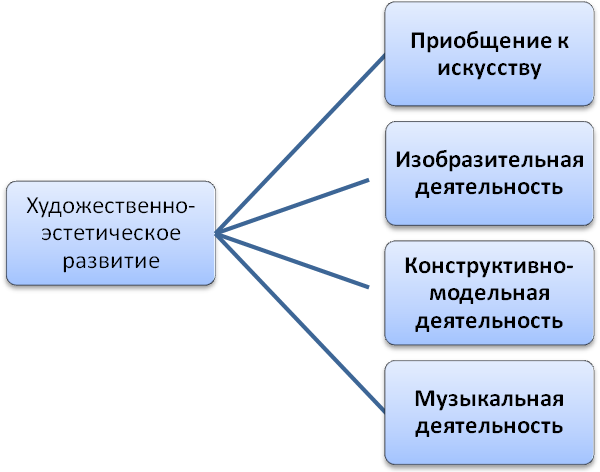 Приобщение к
искусству
Изобразительная
деятельность
Художественно-
эстетическое
развитие
Конструктивно-
модельная
деятельность
Музыкальная
деятельность